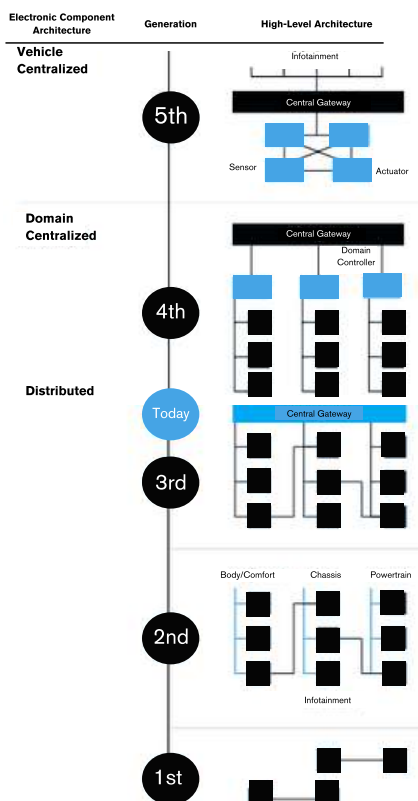 Electronic Component
Architecture
Generation
High-Level Architecture
Vehicle
Centralized
Infotainment
5th
Central Gateway
Sensor
Actuator
Domain
Centralized
Central Gateway
Domain
Controller
4th
Distributed
Today
Central Gateway
3rd
Body/Comfort
Chassis
Powertrain
2nd
Infotainment
1st